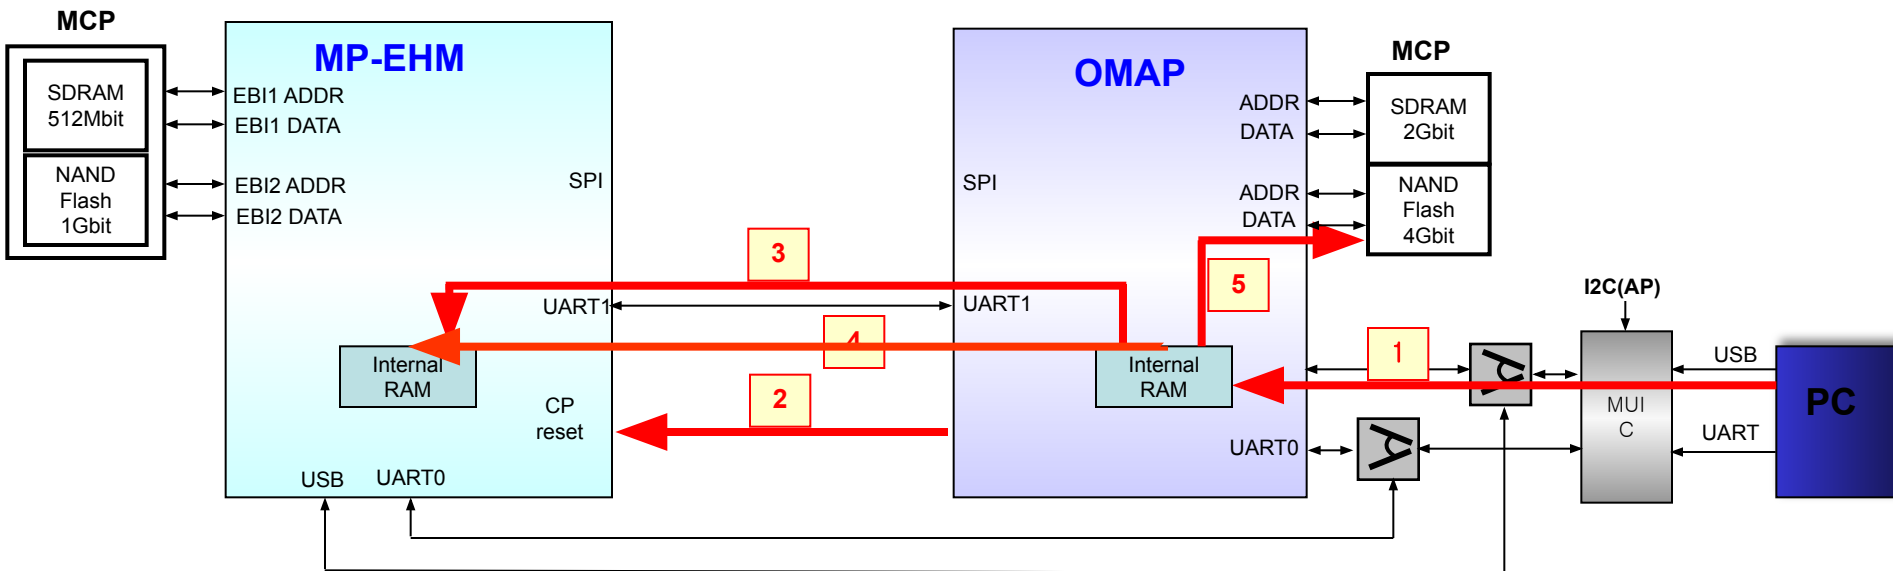 MCP
SDRAM
512Mbit
NAND
Flash
1Gbit
MP-EHM
EBI1 ADDR
EBI1 DATA
EBI2 ADDR
EBI2 DATA
SPI
UART1
Internal
RAM
CP
reset
USB
UART0
3
4
2
OMAP
ADDR
DATA
ADDR
DATA
SPI
UART1
5
Internal
RAM
UART0
MCP
SDRAM
2Gbit
NAND
Flash
4Gbit
1
I2C(AP)
MUI
C
USB
UART
PC